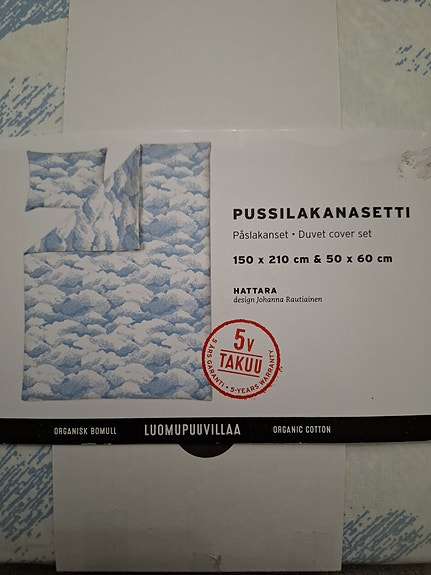 PUSSILAKANASETTI
Påslakanset • Duvet cover set
150 x 210 cm & 50 x 60 cm
HATTARA
design Johanna Rautiainen
5v
TAKUU
5 ÅRS GARANTI • 5-YEARS WARRANTY
ORGANISK BOMULL LUOMUPUUVILLAA ORGANIC COTTON